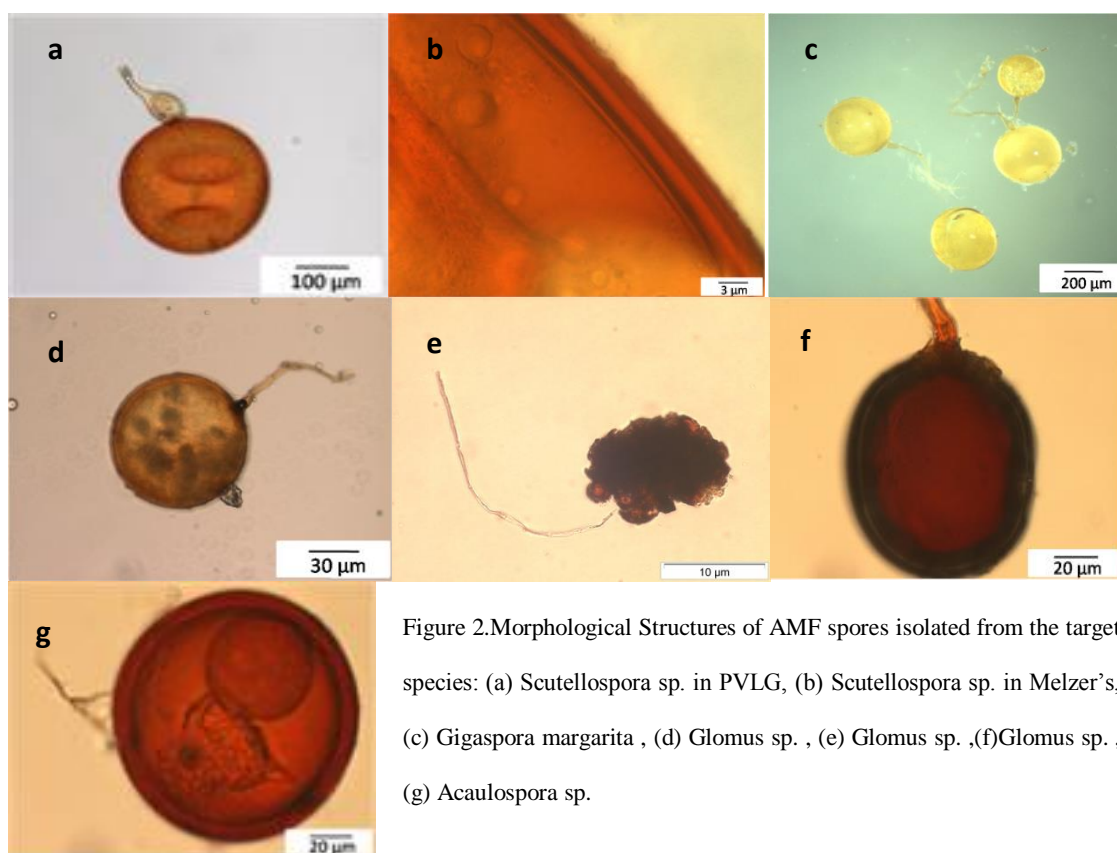 a
b
c
100 µm
3 µm
200 µm
d
e
f
30 µm
10 µm
20 µm
g
20 µm
Figure 2.Morphological Structures of AMF spores isolated from the target
species: (a) Scutellospora sp. in PVLG, (b) Scutellospora sp. in Melzer’s,
(c) Gigaspora margarita , (d) Glomus sp. , (e) Glomus sp. ,(f)Glomus sp. ,
(g) Acaulospora sp.